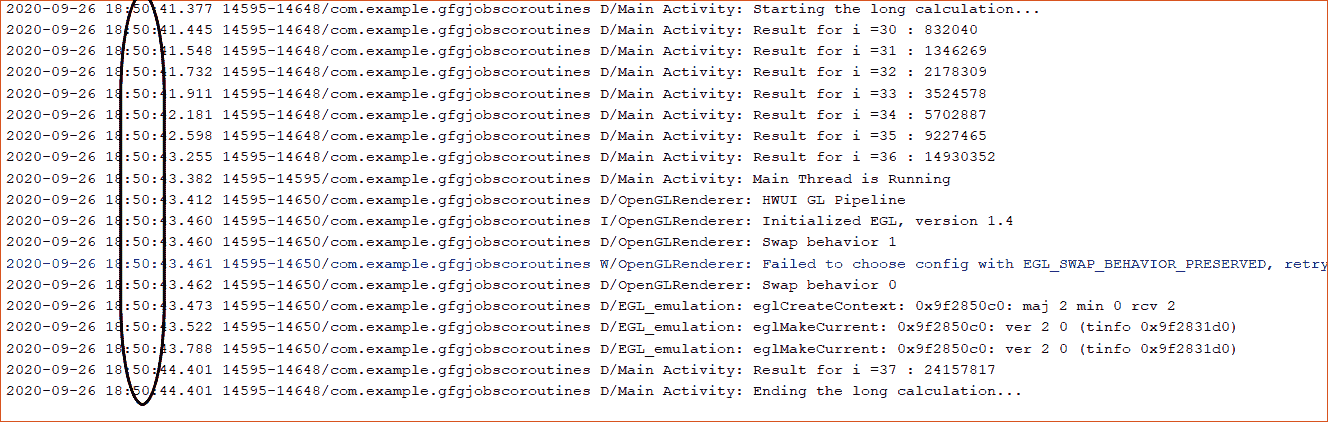 2020-09-26 18:50:41.377 14595-14648/com.example.gfgjobscoroutines D/Main Activity: Starting the long calculation...
2020-09-26 18:50:41.445 14595-14648/com.example.gfgjobscoroutines D/Main Activity: Result for i =30 : 832040
2020-09-26 18:50:41.548 14595-14648/com.example.gfgjobscoroutines D/Main Activity: Result for i =31 : 1346269
2020-09-26 18:50:41.732 14595-14648/com.example.gfgjobscoroutines D/Main Activity: Result for i =32 : 2178309
2020-09-26 18:50:41.911 14595-14648/com.example.gfgjobscoroutines D/Main Activity: Result for i =33 : 3524578
2020-09-26 18:50:42.181 14595-14648/com.example.gfgjobscoroutines D/Main Activity: Result for i =34 : 5702887
2020-09-26 18:50:42.598 14595-14648/com.example.gfgjobscoroutines D/Main Activity: Result for i =35 : 9227465
2020-09-26 18:50:43.255 14595-14648/com.example.gfgjobscoroutines D/Main Activity: Result for i =36 : 14930352
2020-09-26 18:50:43.382 14595-14595/com.example.gfgjobscoroutines D/Main Activity: Main Thread is Running
2020-09-26 18:50:43.412 14595-14650/com.example.gfgjobscoroutines D/OpenGLRenderer: HWUI GL Pipeline
2020-09-26 18:50:43.460 14595-14650/com.example.gfgjobscoroutines I/OpenGLRenderer: Initialized EGL, version 1.4
2020-09-26 18:50:43.460 14595-14650/com.example.gfgjobscoroutines D/OpenGLRenderer: Swap behavior 1
2020-09-26 18:50:43.461 14595-14650/com.example.gfgjobscoroutines W/OpenGLRenderer: Failed to choose config with EGL_SWAP_BEHAVIOR_PRESERVED, retry
2020-09-26 18:50:43.462 14595-14650/com.example.gfgjobscoroutines D/OpenGLRenderer: Swap behavior 0
2020-09-26 18:50:43.473 14595-14650/com.example.gfgjobscoroutines D/EGL_emulation: eglCreateContext: 0x9f2850c0: maj 2 min 0 rcv 2
2020-09-26 18:50:43.522 14595-14650/com.example.gfgjobscoroutines D/EGL_emulation: eglMakeCurrent: 0x9f2850c0: ver 2 0 (tinfo 0x9f2831d0)
2020-09-26 18:50:43.788 14595-14650/com.example.gfgjobscoroutines D/EGL_emulation: eglMakeCurrent: 0x9f2850c0: ver 2 0 (tinfo 0x9f2831d0)
2020-09-26 18:50:44.401 14595-14648/com.example.gfgjobscoroutines D/Main Activity: Result for i =37 : 24157817
2020-09-26 18:50:44.401 14595-14648/com.example.gfgjobscoroutines D/Main Activity: Ending the long calculation...